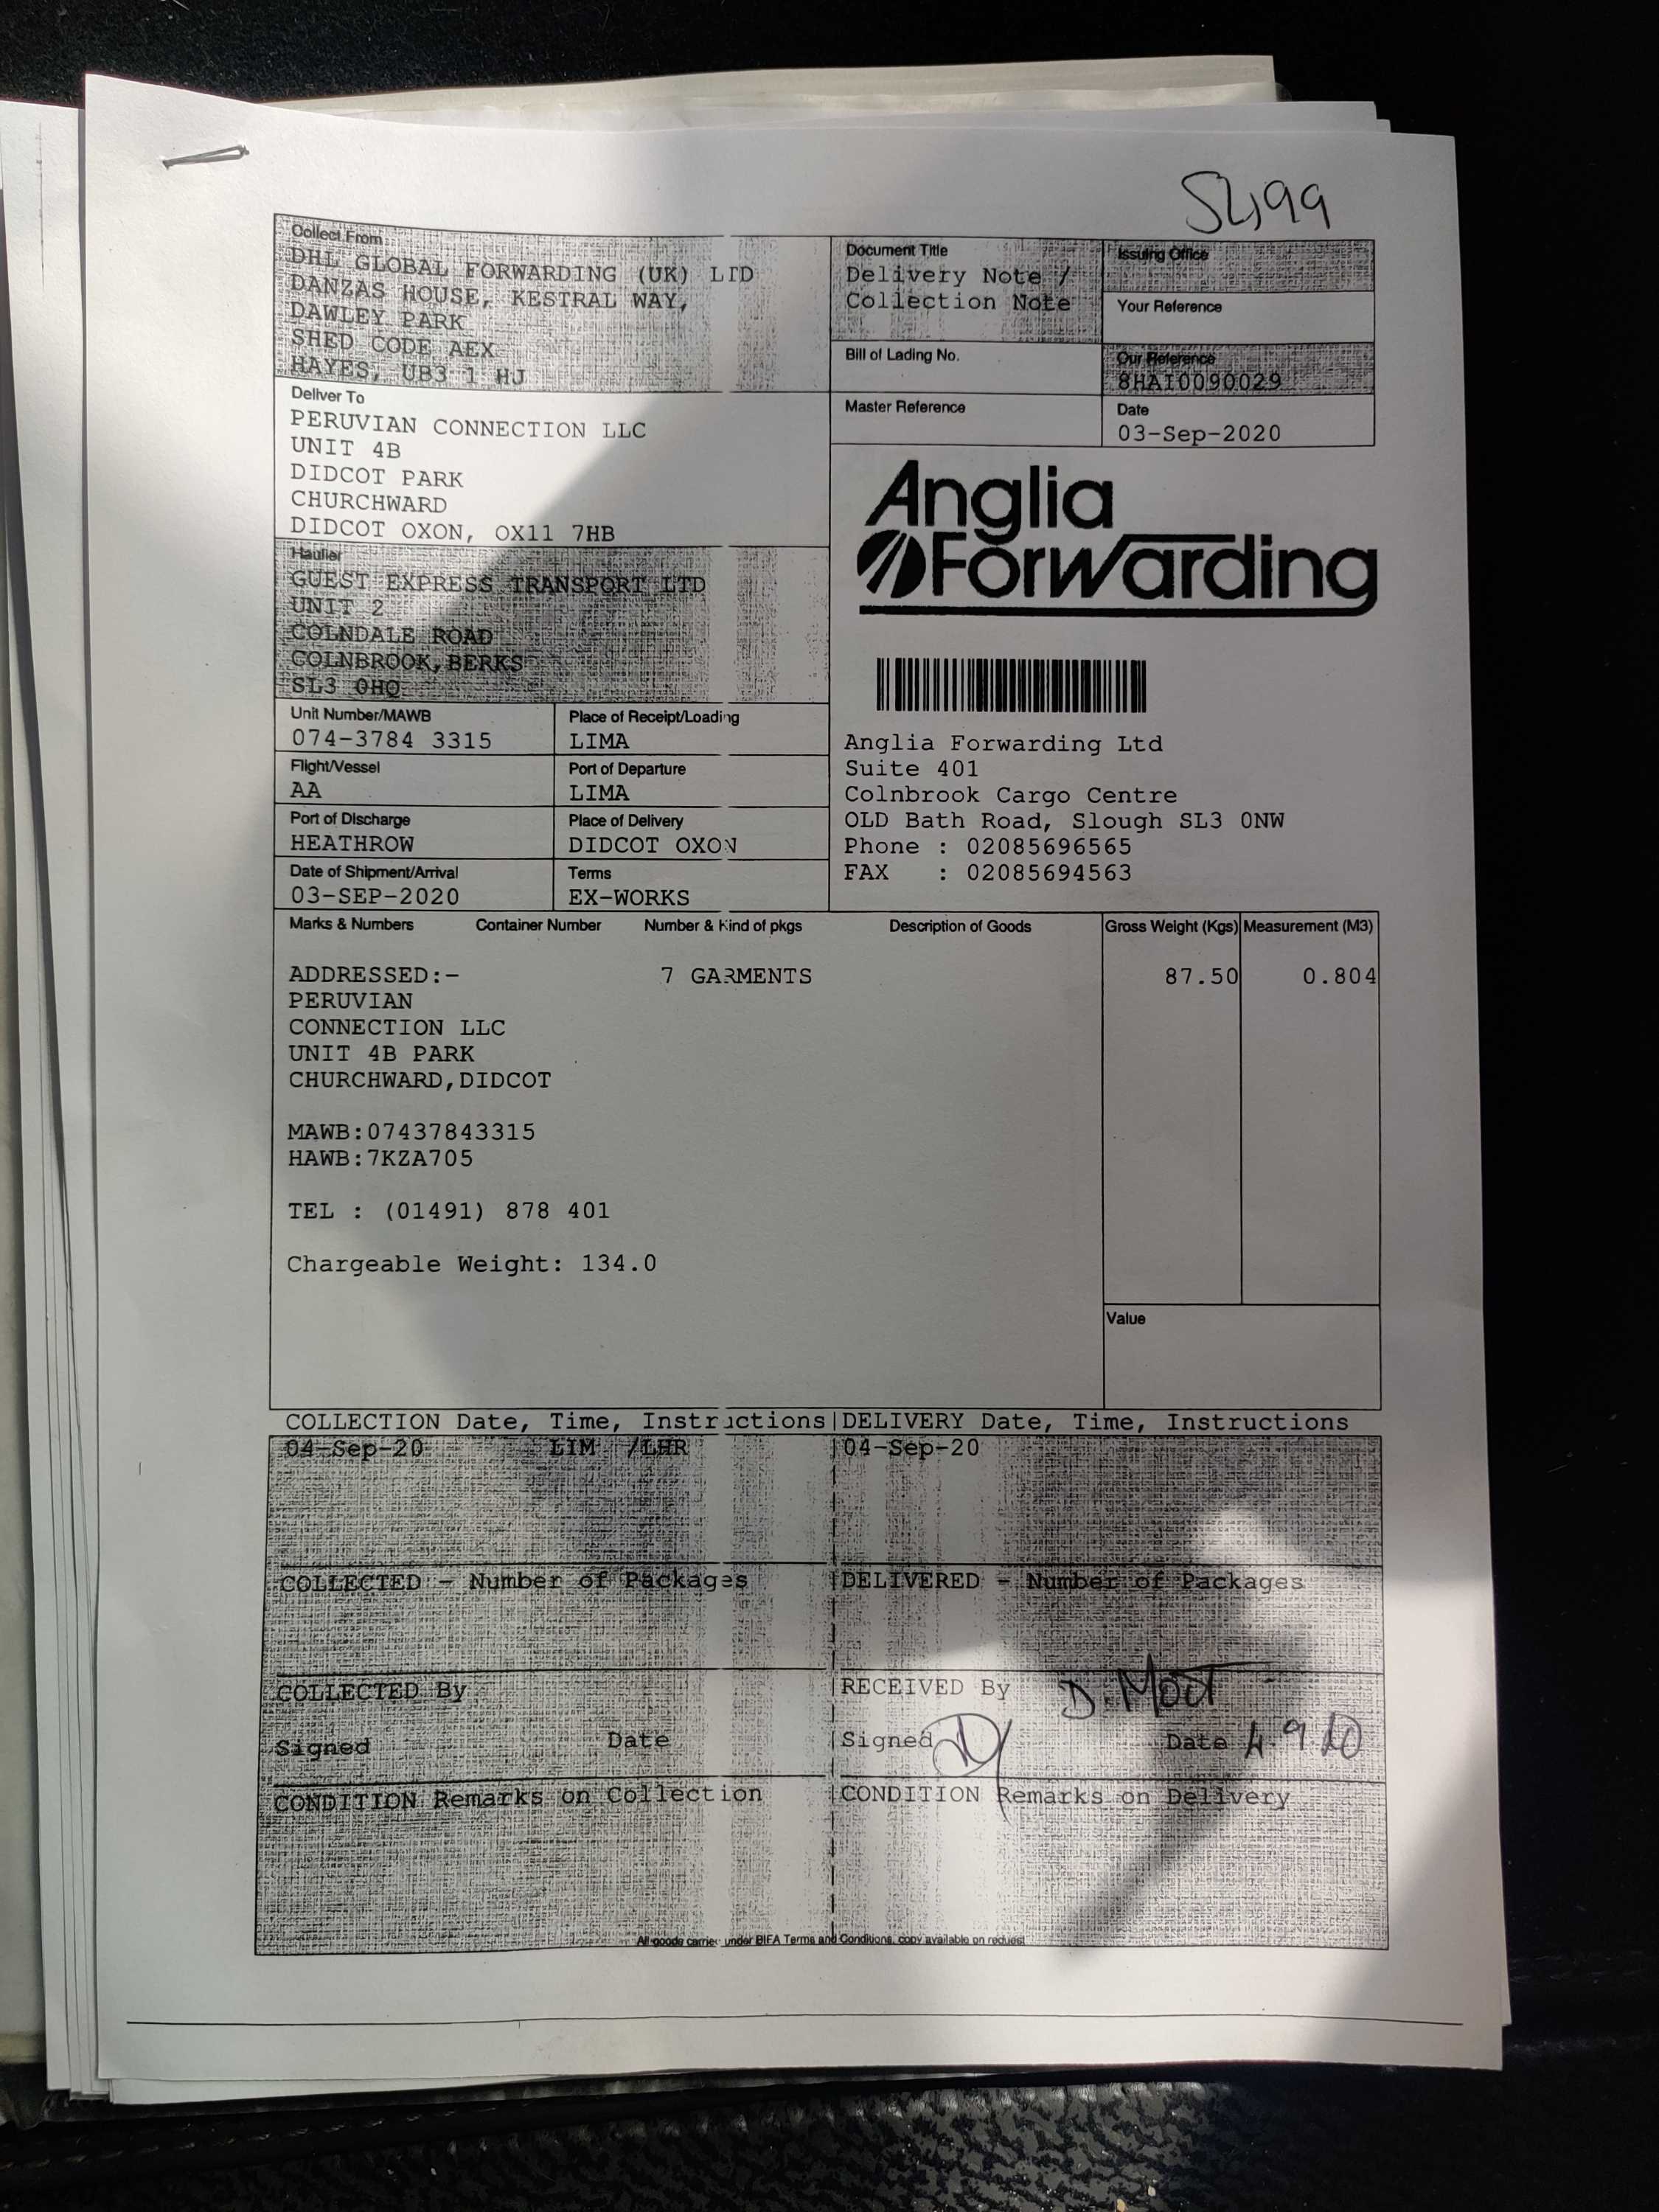 SL199
Collect From
DHL GLOBAL FORWARDING (UK) LTD
DANZAS HOUSE, KESTRAL WAY,
DAWLEY PARK
SHED CODE AEX
HAYES, UB3 1 HJ
Document Title
Delivery Note /
Collection Note
Issuing Office
Your Reference
Bill of Lading No.
Our Reference
8HAI0090029
Master Reference
Date
03-Sep-2020
Deliver To
PERUVIAN CONNECTION LLC
UNIT 4B
DIDCOT PARK
CHURCHWARD
DIDCOT OXON, OX11 7HB
Haulier
GUEST EXPRESS TRANSPORT LTD
UNIT 2
COLNDALE ROAD
COLNBROOK, BERKS
SL3 0HQ
Anglia
Forwarding
Unit Number/MAWB
074-3784 3315
Place of Receipt/Loading
LIMA
Flight/Vessel
AA
Port of Departure
LIMA
Port of Discharge
HEATHROW
Place of Delivery
DIDCOT OXON
Date of Shipment/Arrival
03-SEP-2020
Terms
EX-WORKS
Anglia Forwarding Ltd
Suite 401
Colnbrook Cargo Centre
OLD Bath Road, Slough SL3 0NW
Phone : 02085696565
FAX : 02085694563
Marks & Numbers Container Number Number & Kind of pkgs Description of Goods Gross Weight (Kgs) Measurement (M3)
ADDRESSED:- 7 GARMENTS 87.50 0.804
PERUVIAN
CONNECTION LLC
UNIT 4B PARK
CHURCHWARD,DIDCOT
MAWB:07437843315
HAWB:7KZA705
TEL : (01491) 878 401
Chargeable Weight: 134.0
Value
COLLECTION Date, Time, Instructions|DELIVERY Date, Time, Instructions
04-Sep-20 LIM /LHR 04-Sep-20
COLLECTED - Number of Packages DELIVERED - Number of Packages
COLLECTED By RECEIVED By D. MOOT
Signed Date Signed Date 4.9.20
CONDITION Remarks on Collection CONDITION Remarks on Delivery
All goods carried under BIFA Terms and Conditions, copy available on request